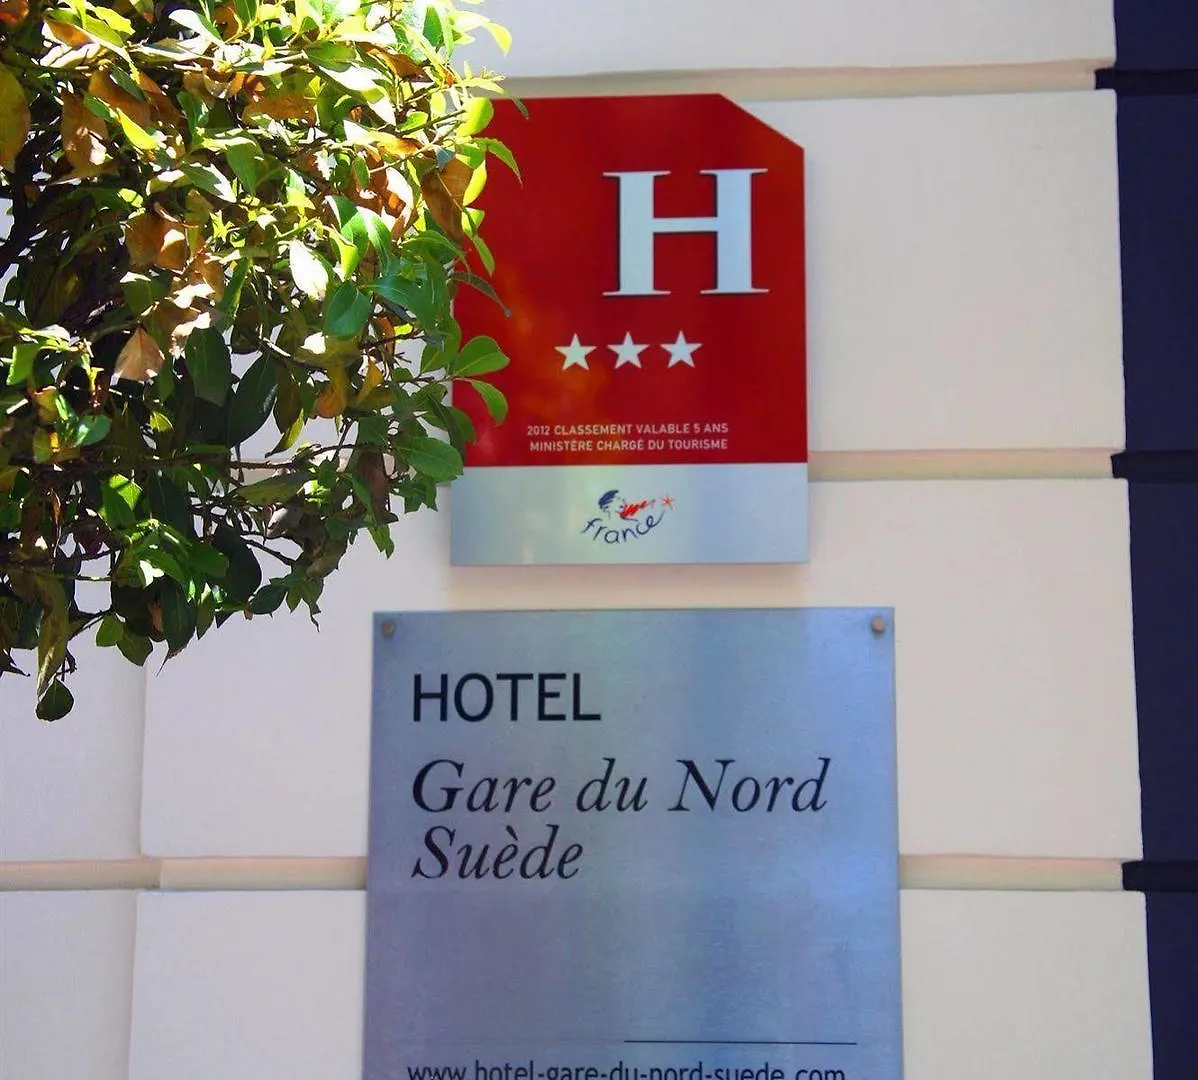 H
2012 CLASSEMENT VALABLE 5 ANS
MINISTÈRE CHARGÉ DU TOURISME
france
HOTEL
Gare du Nord
Suède
www.hotel-gare-du-nord-suede.com